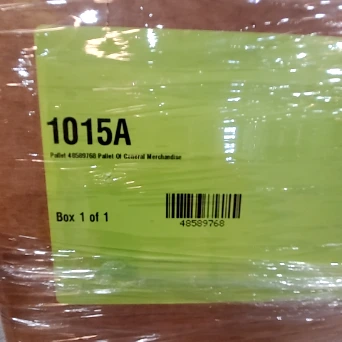 1015A
Pallet 48589768 Pallet Of General Merchandise
Box 1 of 1
48589768